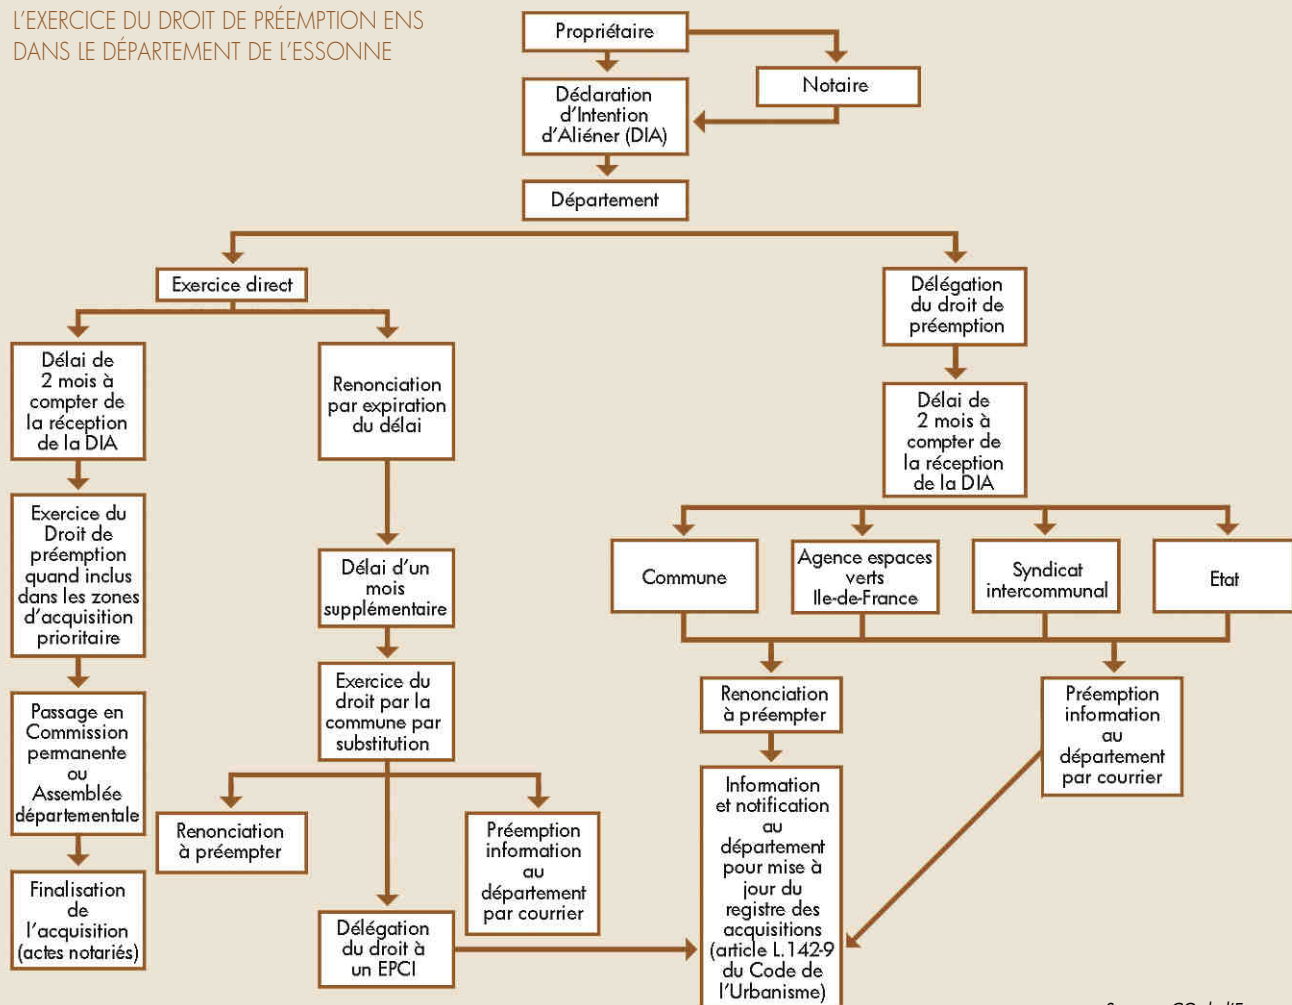 L'EXERCICE DU DROIT DE PRÉEMPTION ENS
DANS LE DÉPARTEMENT DE L'ESSONNE
Propriétaire
Notaire
Déclaration
d'Intention
d'Aliéner (DIA)
Département
Exercice direct
Délégation
du droit de
préemption
Délai de
2 mois à
compter de
la réception
de la DIA
Renonciation
par expiration
du délai
Délai de
2 mois à
compter de
la réception
de la DIA
Exercice du
Droit de
préemption
quand inclus
dans les zones
d'acquisition
prioritaire
Délai d'un
mois
supplémentaire
Commune
Agence espaces
verts
Ile-de-France
Syndicat
intercommunal
Etat
Passage en
Commission
permanente
ou
Assemblée
départementale
Exercice du
droit par la
commune par
substitution
Renonciation
à préempter
Préemption
information
au
département
par courrier
Renonciation
à préempter
Préemption
information
au
département
par courrier
Information
et notification
au
département
pour mise à
jour du
registre des
acquisitions
(article L.142-9
du Code de
l'Urbanisme)
Finalisation
de
l'acquisition
(actes notariés)
Délégation
du droit à
un EPCI